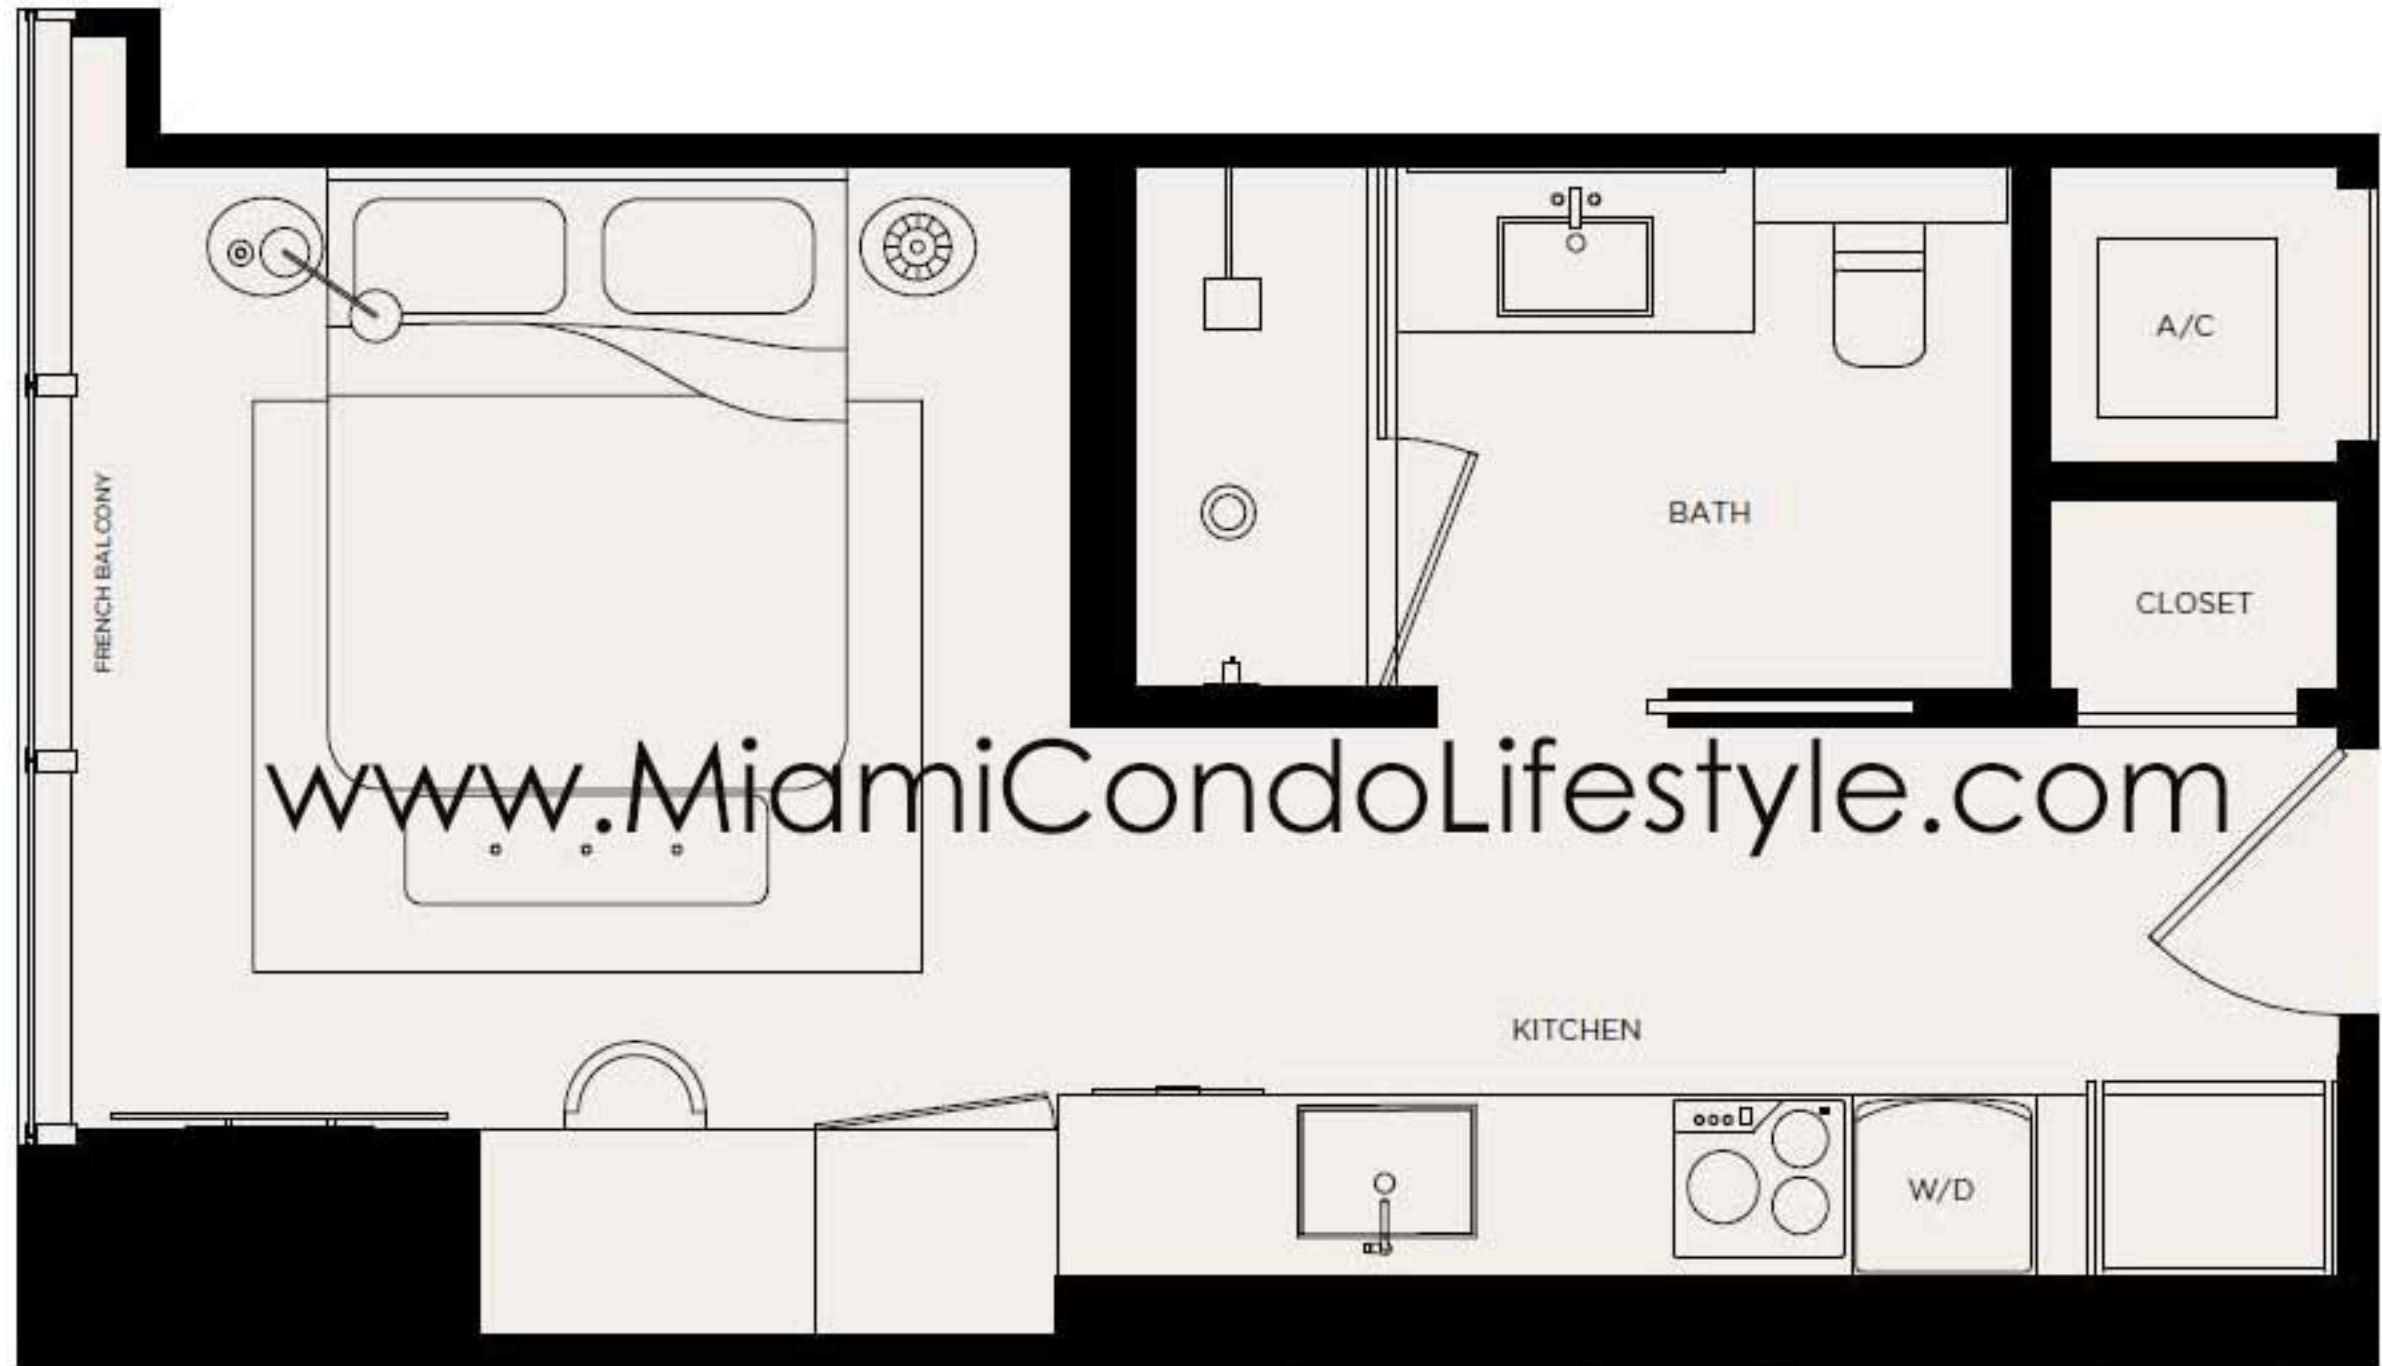 A/C
BATH
FRENCH BALCONY
CLOSET
www.MiamiCondoLifestyle.com
KITCHEN
W/D